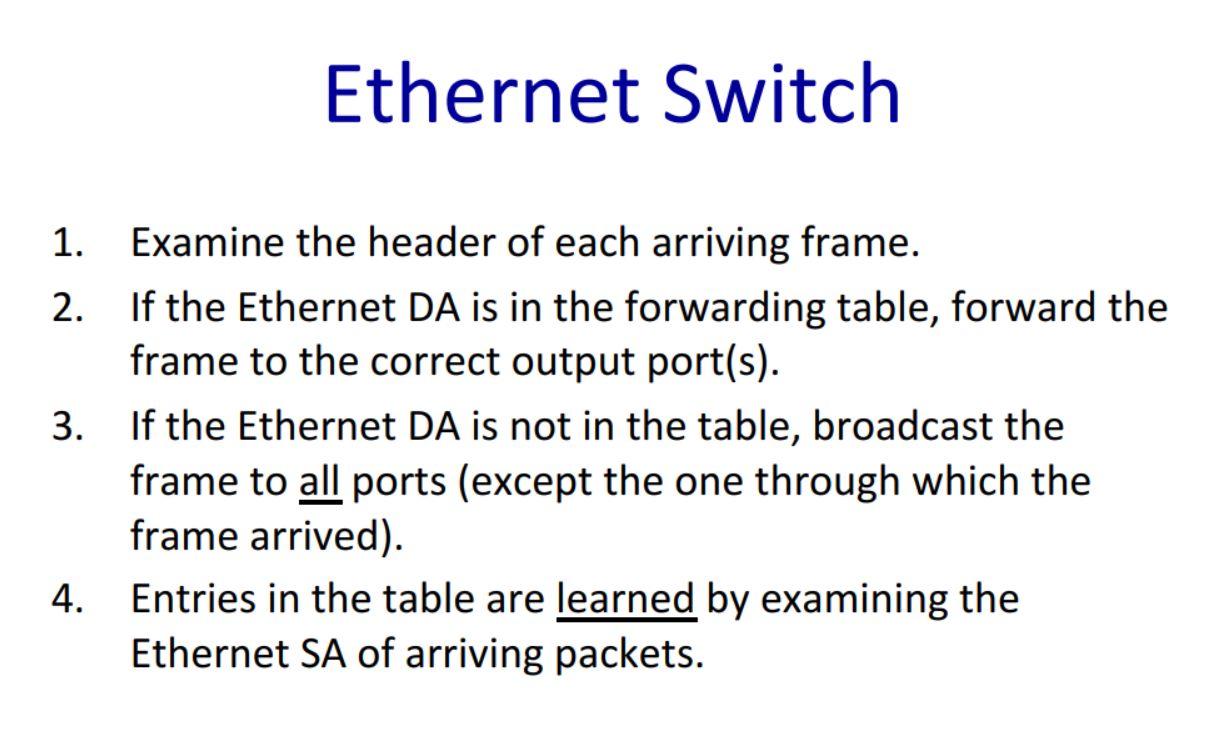 Ethernet Switch
1. Examine the header of each arriving frame.
2. If the Ethernet DA is in the forwarding table, forward the
frame to the correct output port(s).
3. If the Ethernet DA is not in the table, broadcast the
frame to all ports (except the one through which the
frame arrived).
4. Entries in the table are learned by examining the
Ethernet SA of arriving packets.